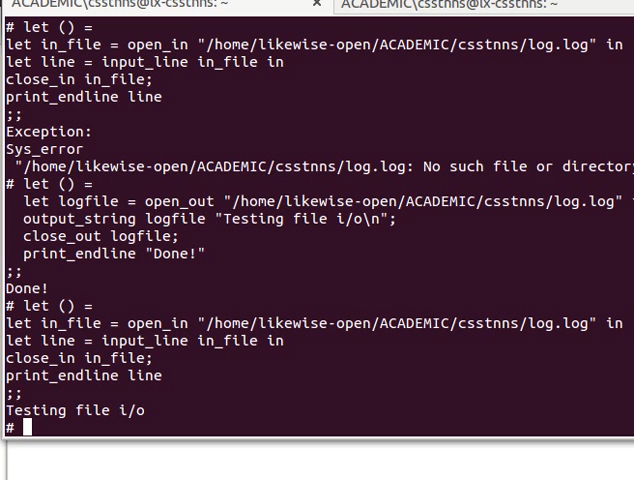 ACADEMIC\csstnns@lx-csstnns: ~ × ACADEMIC\csstnns@lx-csstnns: ~
# let () =
let in_file = open_in "/home/likewise-open/ACADEMIC/csstnns/log.log" in
let line = input_line in_file in
close_in in_file;
print_endline line
;;
Exception:
Sys_error
 "/home/likewise-open/ACADEMIC/csstnns/log.log: No such file or directory
# let () =
  let logfile = open_out "/home/likewise-open/ACADEMIC/csstnns/log.log"
  output_string logfile "Testing file i/o\n";
  close_out logfile;
  print_endline "Done!"
;;
Done!
# let () =
let in_file = open_in "/home/likewise-open/ACADEMIC/csstnns/log.log" in
let line = input_line in_file in
close_in in_file;
print_endline line
;;
Testing file i/o
#